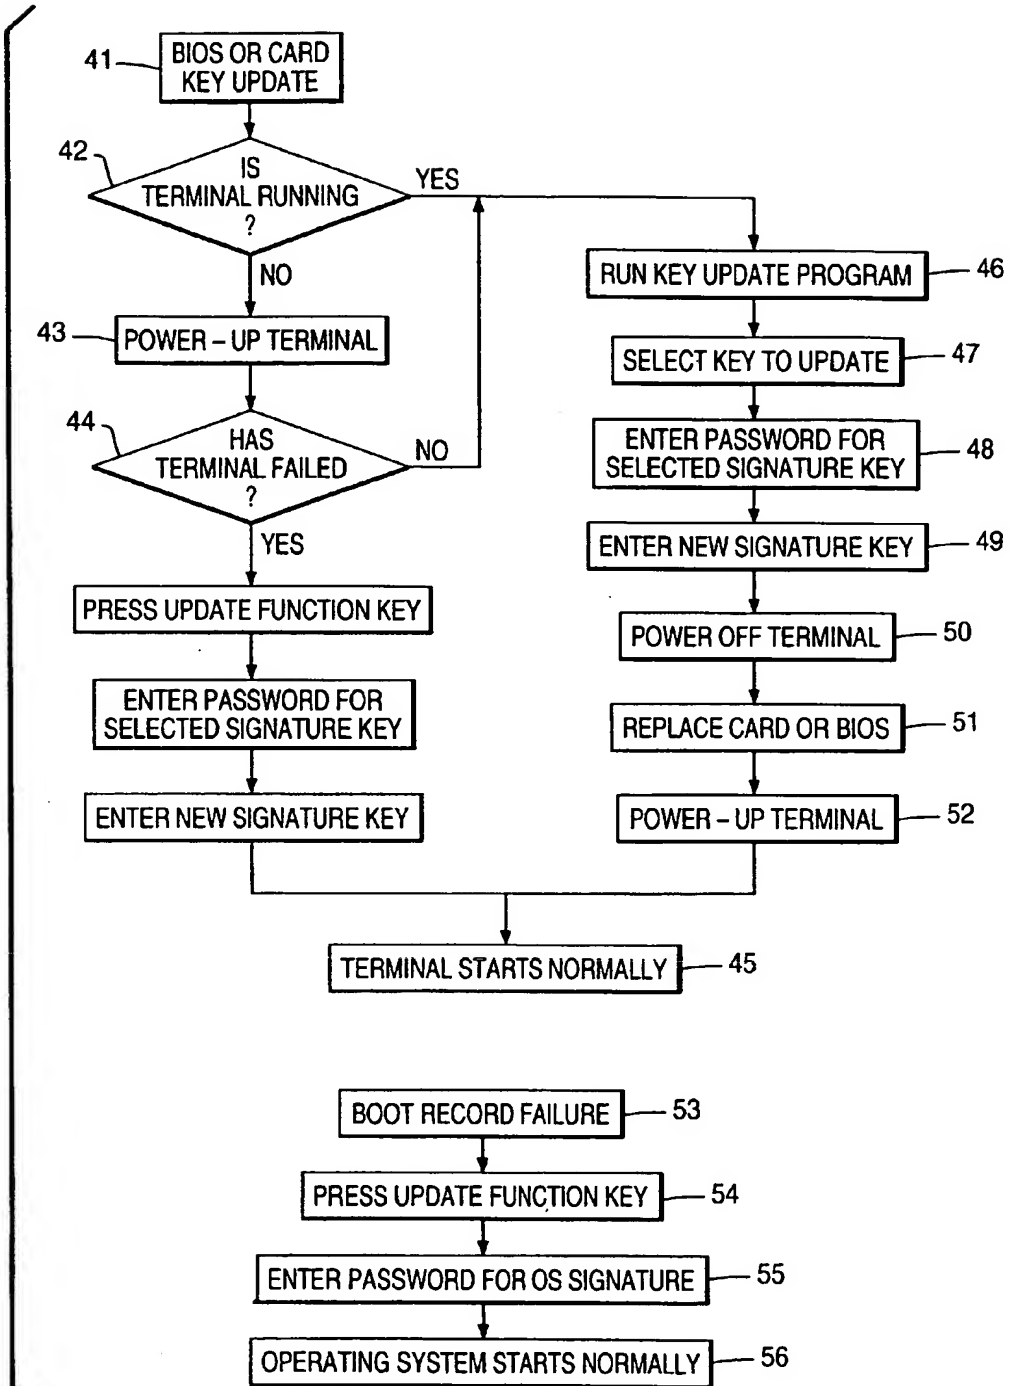 41
BIOS OR CARD
KEY UPDATE
42
IS
TERMINAL RUNNING
?
YES
NO
43
POWER – UP TERMINAL
44
HAS
TERMINAL FAILED
?
NO
YES
PRESS UPDATE FUNCTION KEY
ENTER PASSWORD FOR
SELECTED SIGNATURE KEY
ENTER NEW SIGNATURE KEY
RUN KEY UPDATE PROGRAM
46
SELECT KEY TO UPDATE
47
ENTER PASSWORD FOR
SELECTED SIGNATURE KEY
48
ENTER NEW SIGNATURE KEY
49
POWER OFF TERMINAL
50
REPLACE CARD OR BIOS
51
POWER – UP TERMINAL
52
TERMINAL STARTS NORMALLY
45
BOOT RECORD FAILURE
53
PRESS UPDATE FUNCTION KEY
54
ENTER PASSWORD FOR OS SIGNATURE
55
OPERATING SYSTEM STARTS NORMALLY
56